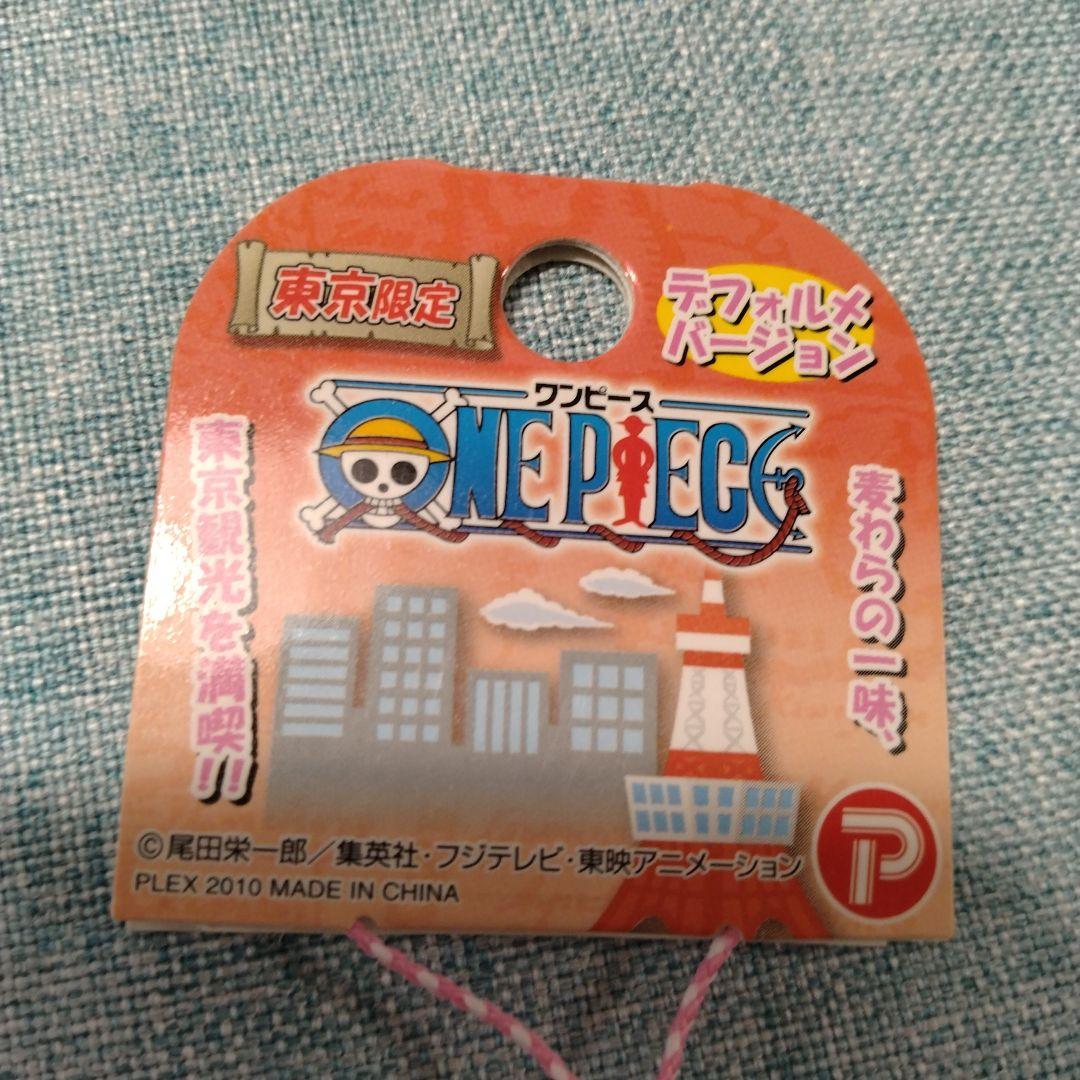 東京限定
デフォルメ
バージョン
ワンピース
ONE PIECE
麦わらの一味、
東京観光を満喫!!
©尾田栄一郎／集英社・フジテレビ・東映アニメーション
PLEX 2010 MADE IN CHINA
P